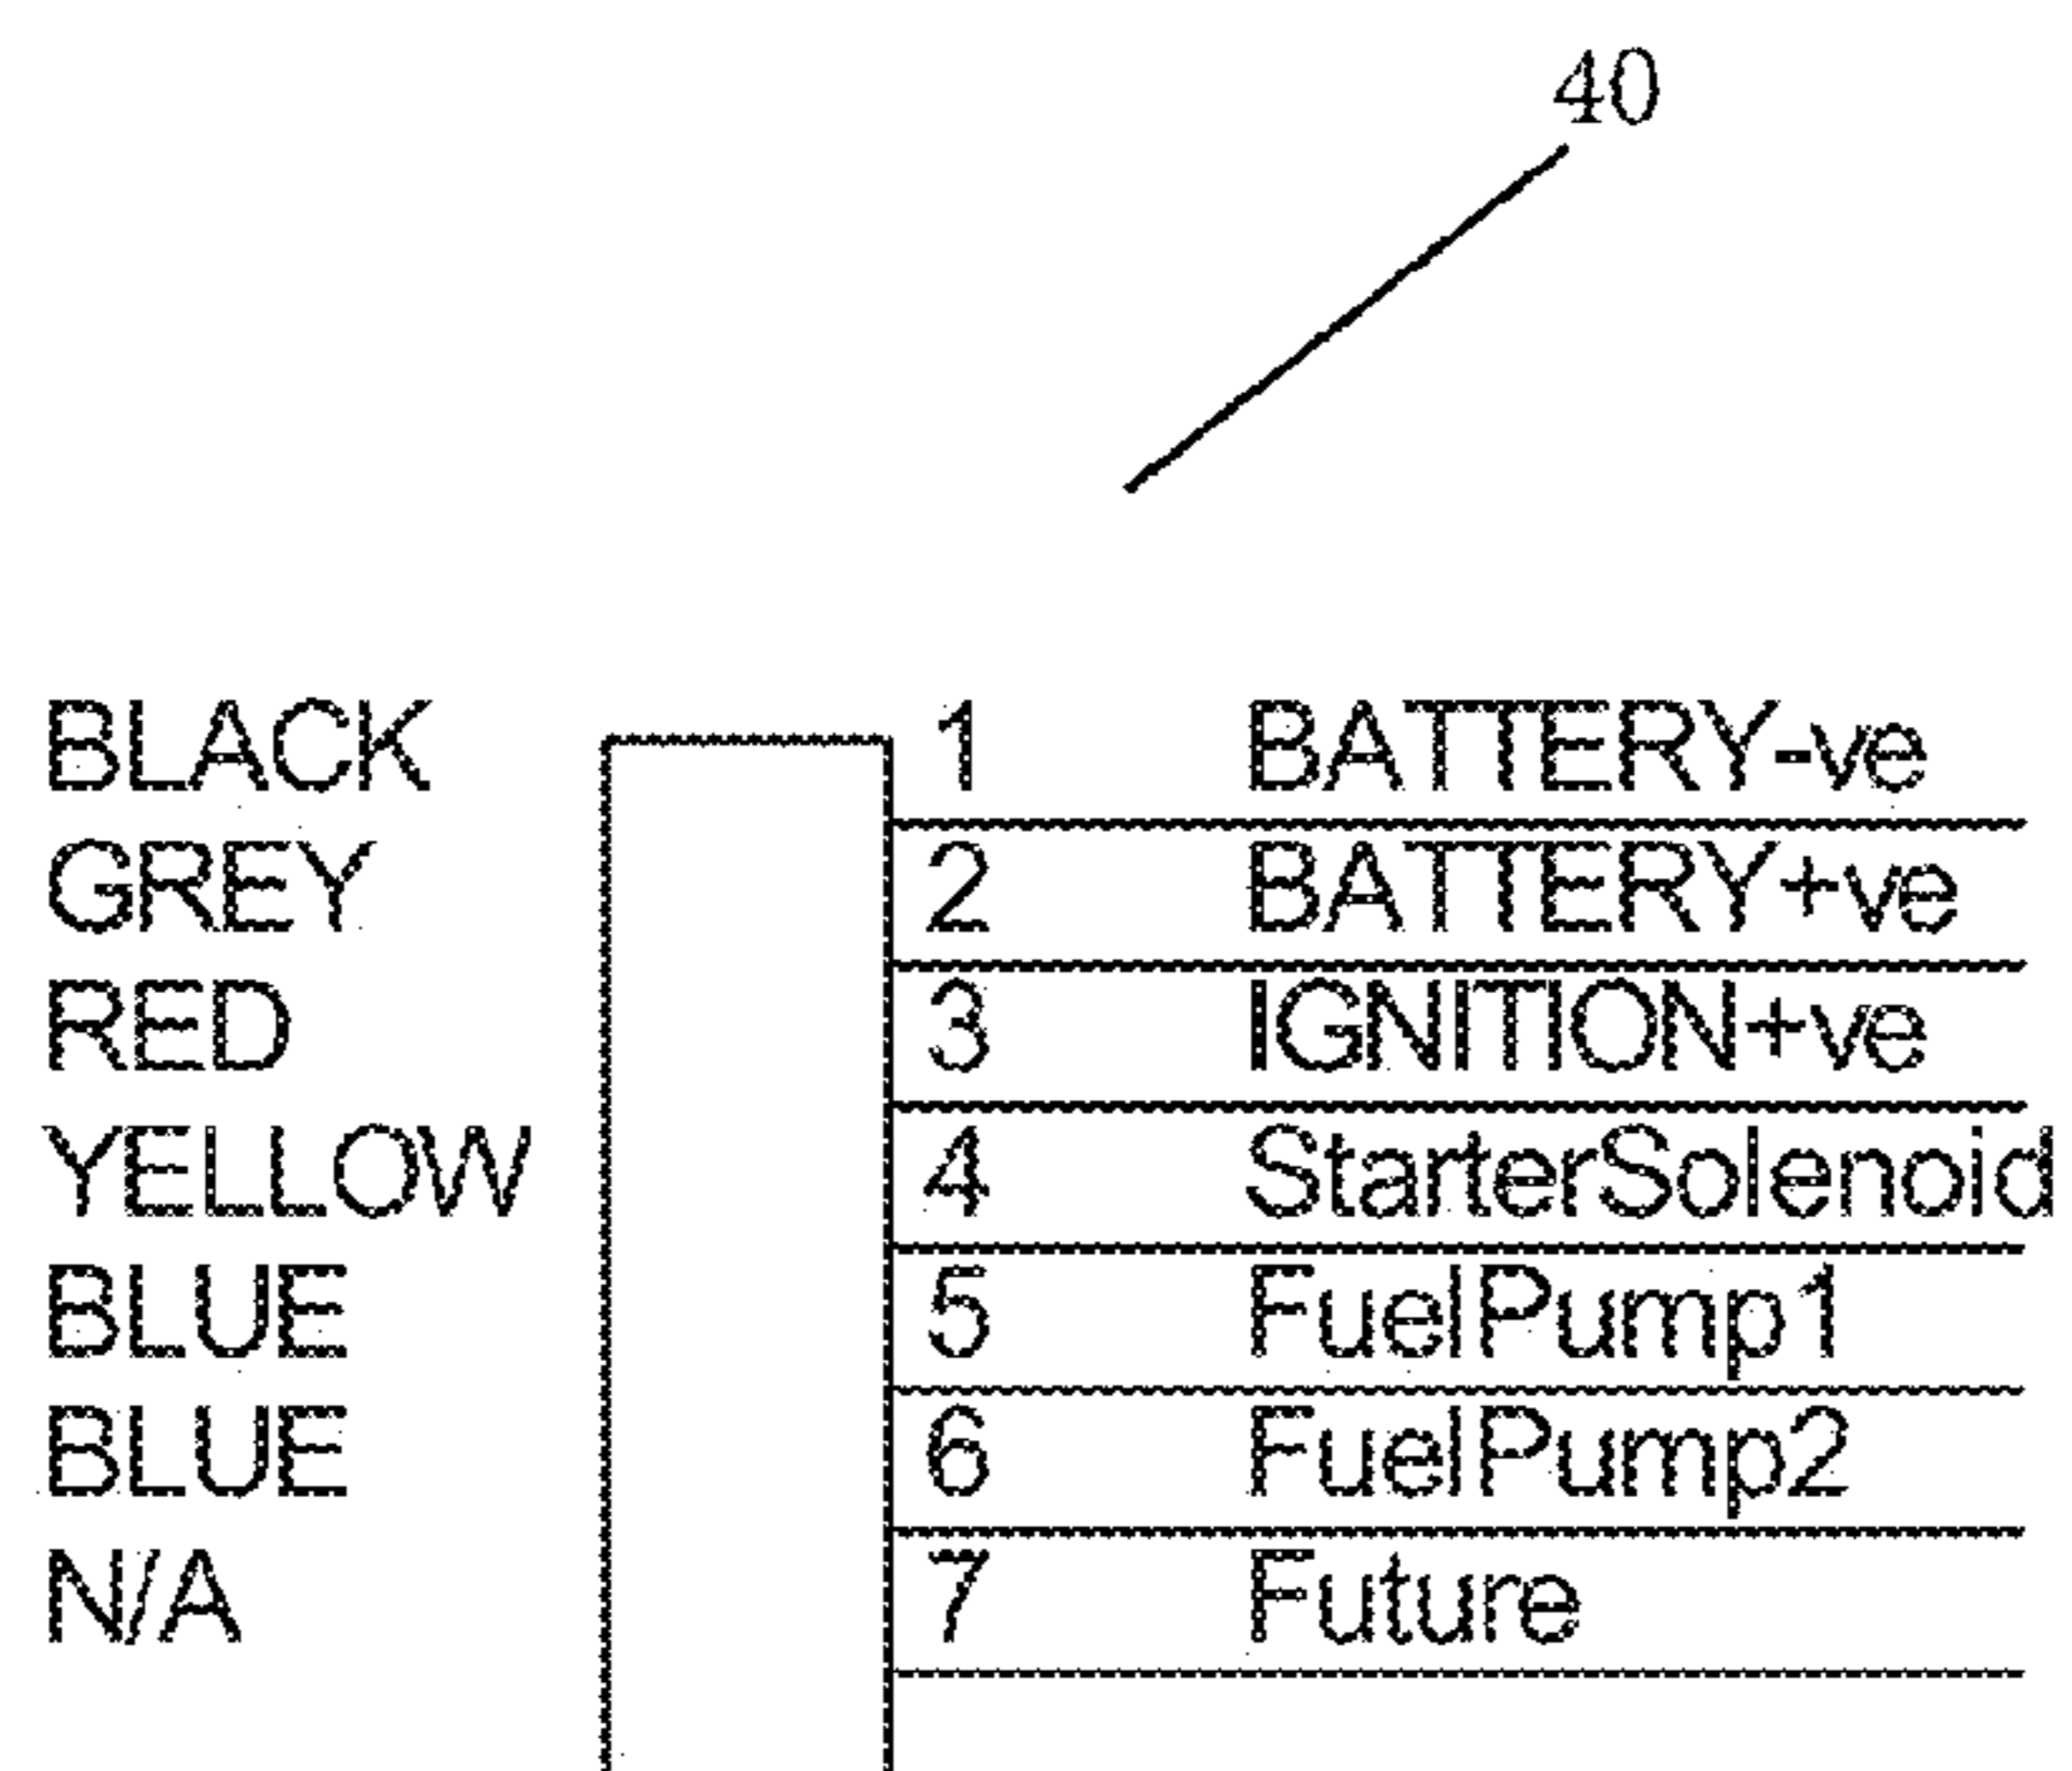 40
BLACK 1 BATTERY-ve
GREY 2 BATTERY+ve
RED 3 IGNITION+ve
YELLOW 4 StarterSolenoid
BLUE 5 FuelPump1
BLUE 6 FuelPump2
N/A 7 Future